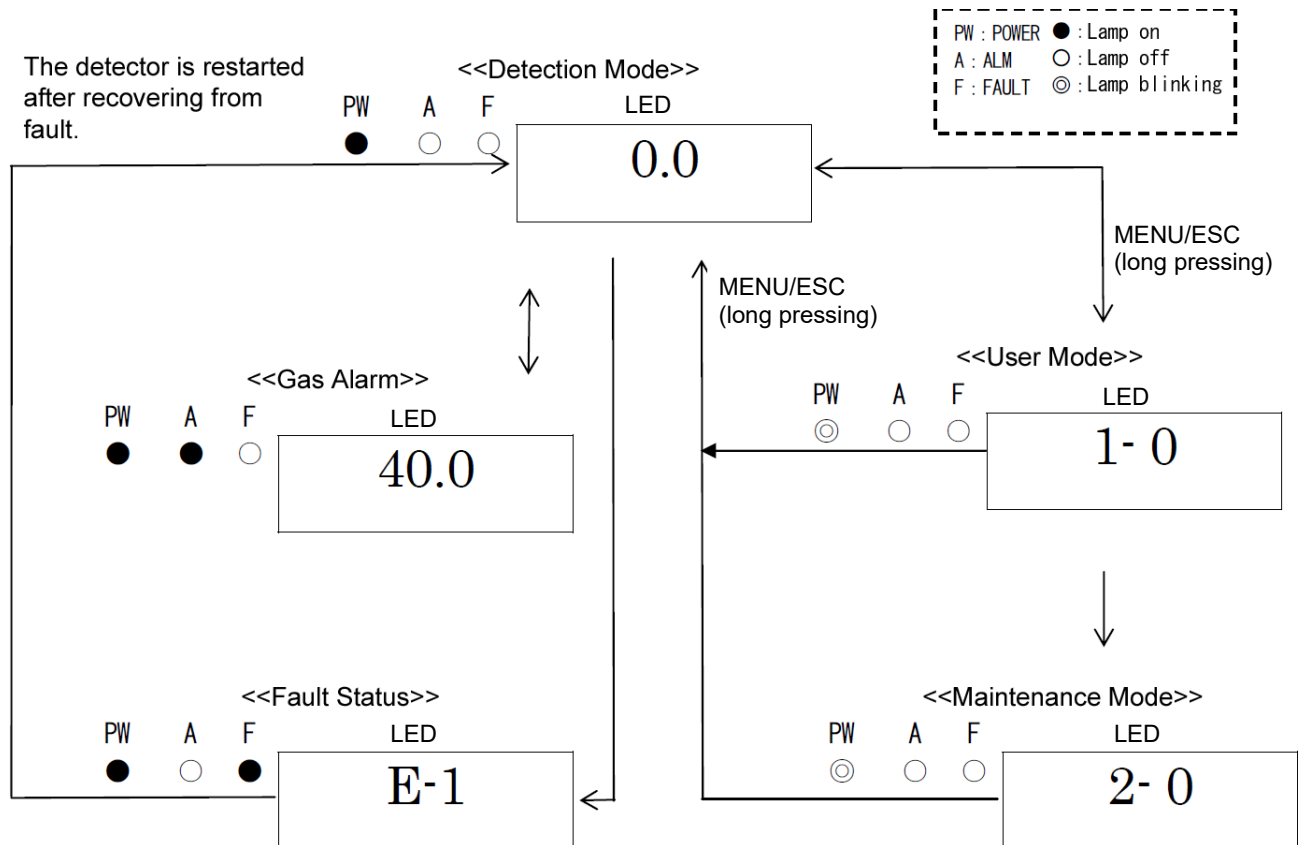 PW : POWER ● : Lamp on
A : ALM ○ : Lamp off
F : FAULT ◎ : Lamp blinking
The detector is restarted
after recovering from
fault.
<<Detection Mode>>
PW A F LED
0.0
MENU/ESC
(long pressing)
MENU/ESC
(long pressing)
<<Gas Alarm>>
PW A F LED
40.0
<<User Mode>>
PW A F LED
1- 0
<<Fault Status>>
PW A F LED
E-1
<<Maintenance Mode>>
PW A F LED
2- 0